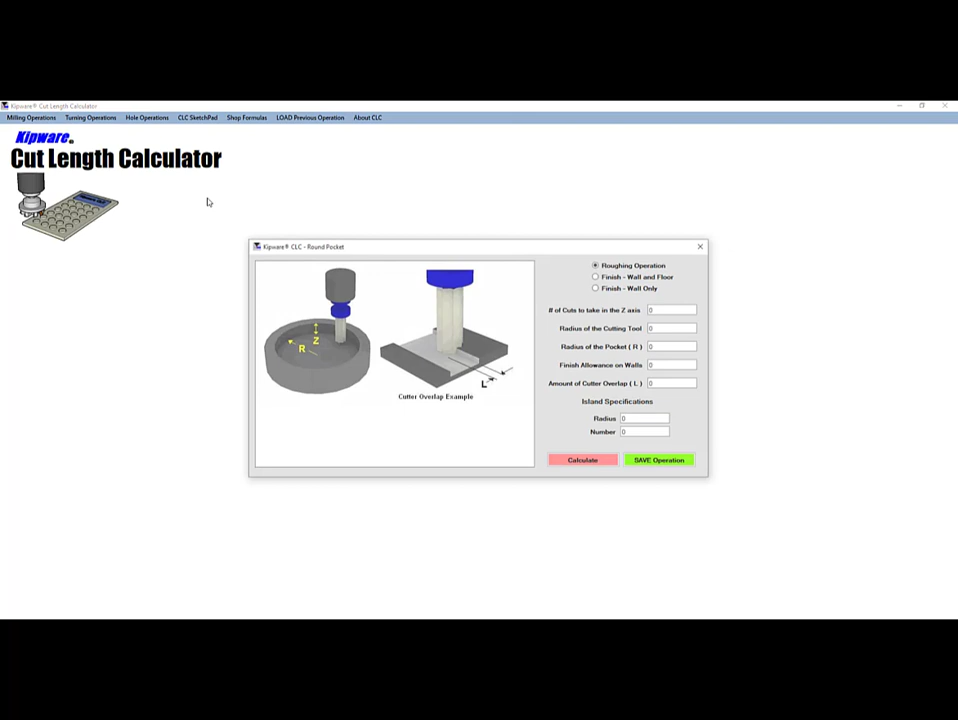 Kipware® Cut Length Calculator
Milling Operations Turning Operations Hole Operations CLC SketchPad Shop Formulas LOAD Previous Operation About CLC
Kipware®
Cut Length Calculator
Kipware® CLC - Round Pocket
Roughing Operation
Finish - Wall and Floor
Finish - Wall Only
# of Cuts to take in the Z axis 0
Radius of the Cutting Tool 0
Radius of the Pocket ( R ) 0
Finish Allowance on Walls 0
Amount of Cutter Overlap ( L ) 0
Island Specifications
Radius 0
Number 0
Calculate SAVE Operation
Z
R
L
Cutter Overlap Example